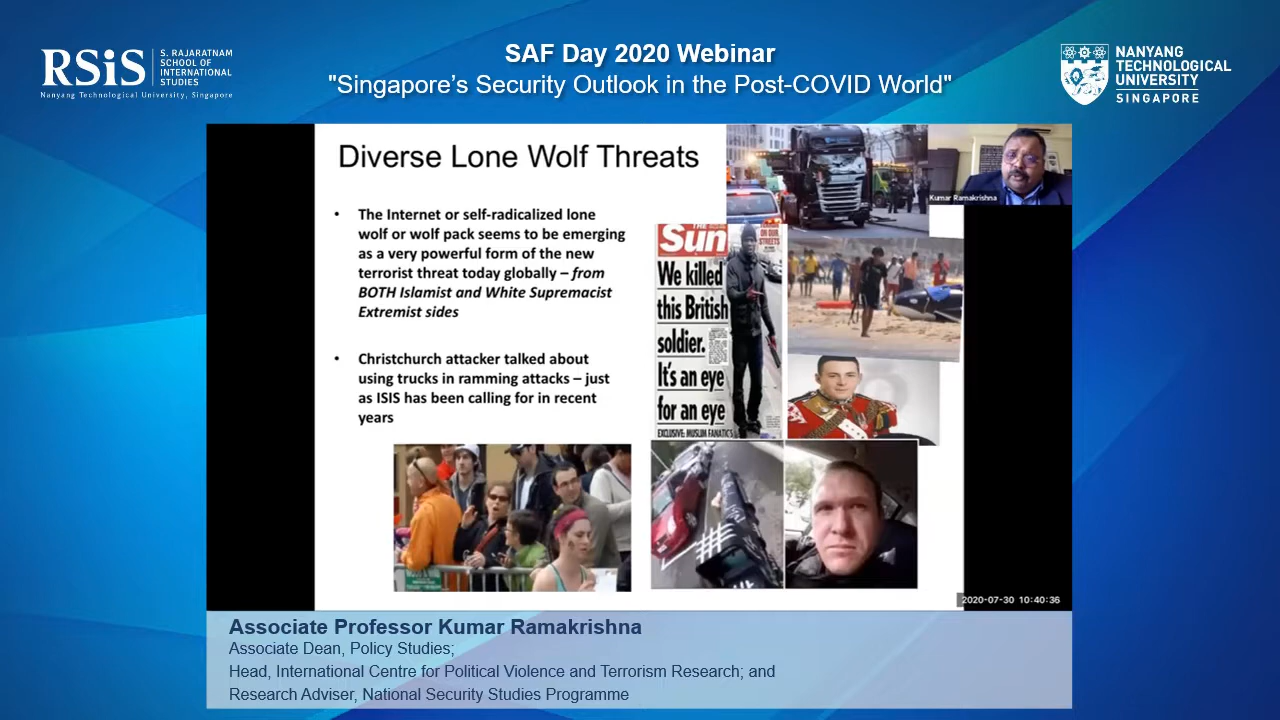 RSiS
S. RAJARATNAM
SCHOOL OF
INTERNATIONAL
STUDIES
Nanyang Technological University, Singapore
SAF Day 2020 Webinar
"Singapore’s Security Outlook in the Post-COVID World"
NANYANG
TECHNOLOGICAL
UNIVERSITY
SINGAPORE
Diverse Lone Wolf Threats
• The Internet or self-radicalized lone
wolf or wolf pack seems to be emerging
as a very powerful form of the new
terrorist threat today globally – from
BOTH Islamist and White Supremacist
Extremist sides
• Christchurch attacker talked about
using trucks in ramming attacks – just
as ISIS has been calling for in recent
years
Kumar Ramakrishna
THE
Sun
ON OUR
STREETS
We killed
this British
soldier.
It's an eye
for an eye
EXCLUSIVE: MUSLIM FANATICS
2020-07-30 10:40:36
Associate Professor Kumar Ramakrishna
Associate Dean, Policy Studies;
Head, International Centre for Political Violence and Terrorism Research; and
Research Adviser, National Security Studies Programme